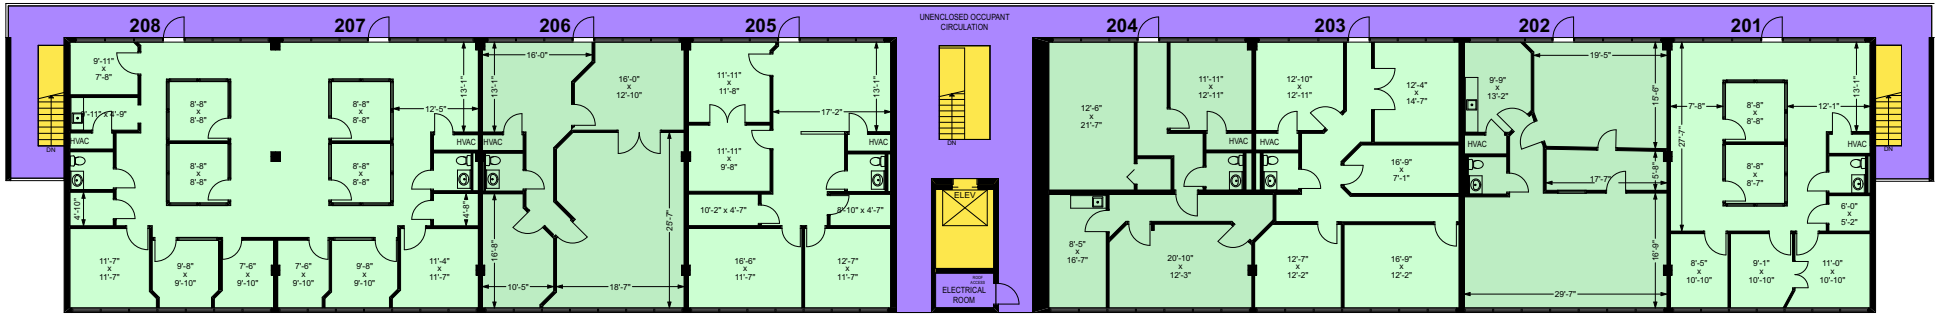 208
207
206
205
UNENCLOSED OCCUPANT
CIRCULATION
204
203
202
201
9'-11"
x
7'-8"
8'-8"
x
8'-8"
8'-8"
x
8'-8"
12'-5"
13'-1"
HVAC
HVAC
DN
8'-8"
x
8'-8"
8'-8"
x
8'-8"
4'-10"
4'-8"
11'-7"
x
11'-7"
9'-8"
x
9'-10"
7'-6"
x
9'-10"
7'-6"
x
9'-10"
9'-8"
x
9'-10"
11'-4"
x
11'-7"
16'-0"
13'-1"
16'-0"
x
12'-10"
HVAC
25'-7"
16'-8"
10'-5"
18'-7"
11'-11"
x
11'-8"
13'-1"
17'-2"
HVAC
11'-11"
x
9'-8"
10'-2" x 4'-7"
8'-10" x 4'-7"
16'-6"
x
11'-7"
12'-7"
x
11'-7"
DN
ELEV
ROOF
ACCESS
ELECTRICAL
ROOM
12'-6"
x
21'-7"
11'-11"
x
12'-11"
HVAC
8'-5"
x
16'-7"
20'-10"
x
12'-3"
12'-10"
x
12'-11"
12'-4"
x
14'-7"
HVAC
16'-9"
x
7'-1"
12'-7"
x
12'-2"
16'-9"
x
12'-2"
19'-5"
9'-9"
x
13'-2"
15'-6"
HVAC
5'-8"
17'-7"
16'-9"
29'-7"
7'-8"
8'-8"
x
8'-8"
12'-1"
13'-1"
27'-7"
HVAC
DN
8'-8"
x
8'-7"
6'-0"
x
5'-2"
8'-5"
x
10'-10"
9'-1"
x
10'-10"
11'-0"
x
10'-10"